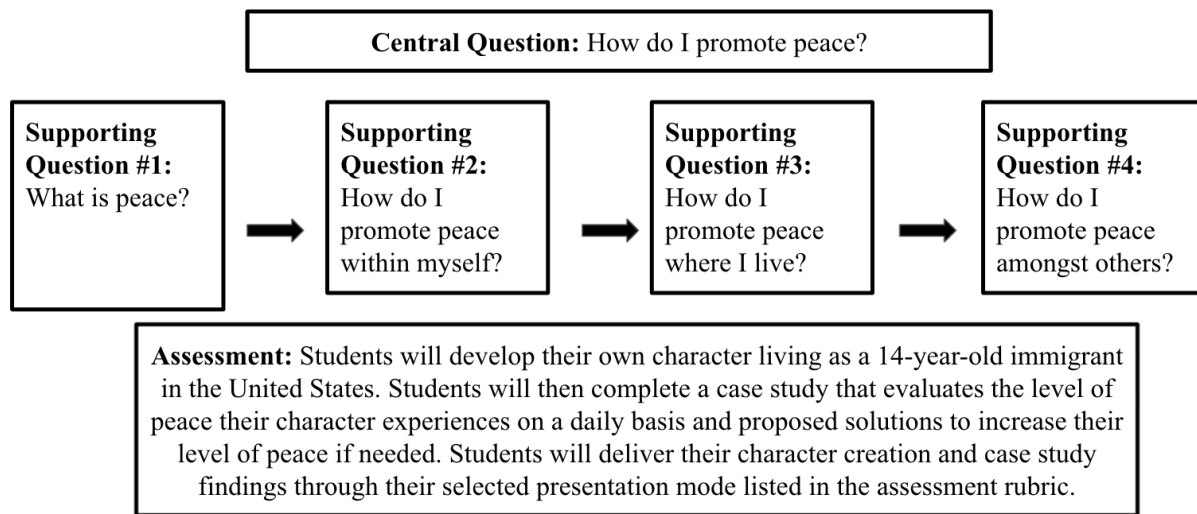 Central Question: How do I promote peace?
Supporting
Question #1:
What is peace?
Supporting
Question #2:
How do I
promote peace
within myself?
Supporting
Question #3:
How do I
promote peace
where I live?
Supporting
Question #4:
How do I
promote peace
amongst others?
Assessment: Students will develop their own character living as a 14-year-old immigrant
in the United States. Students will then complete a case study that evaluates the level of
peace their character experiences on a daily basis and proposed solutions to increase their
level of peace if needed. Students will deliver their character creation and case study
findings through their selected presentation mode listed in the assessment rubric.